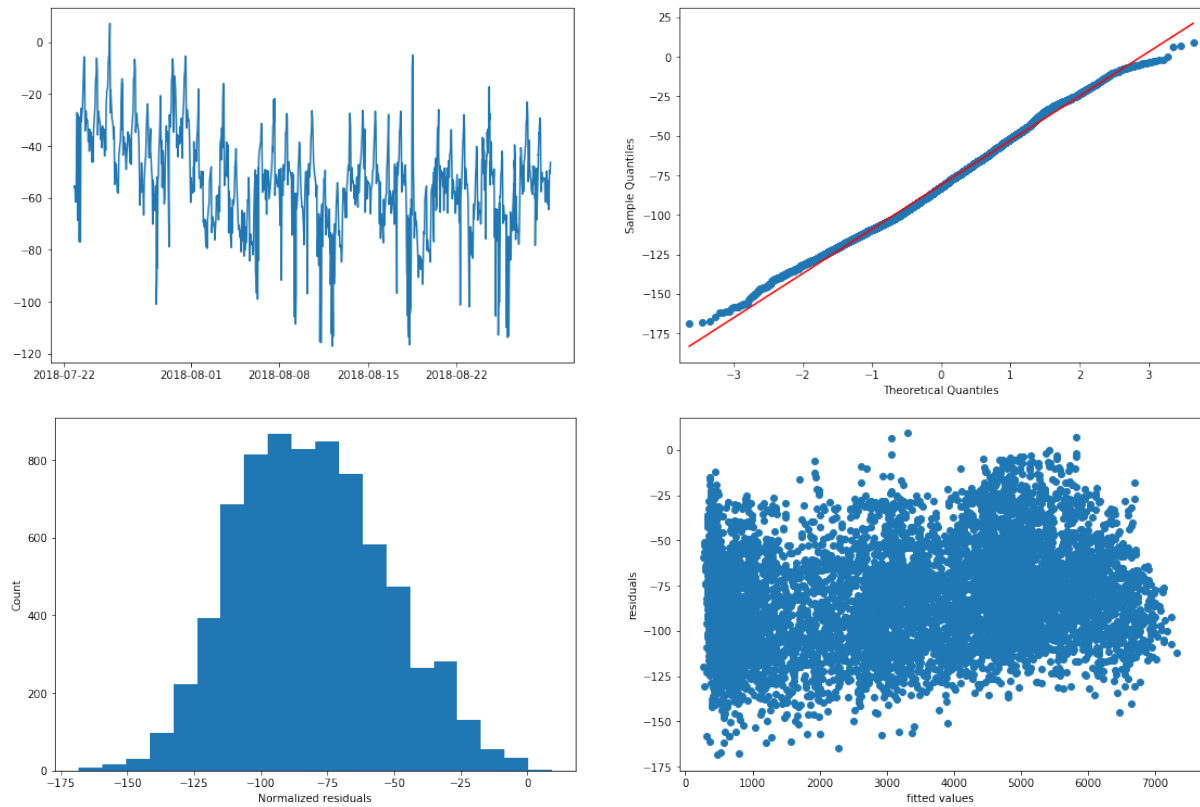 0
−20
−40
−60
−80
−100
−120
2018-07-22 2018-08-01 2018-08-08 2018-08-15 2018-08-22
25
0
−25
−50
−75
−100
−125
−150
−175
Sample Quantiles
−3 −2 −1 0 1 2 3
Theoretical Quantiles
800
600
400
200
0
Count
−175 −150 −125 −100 −75 −50 −25 0
Normalized residuals
0
−25
−50
−75
−100
−125
−150
−175
residuals
0 1000 2000 3000 4000 5000 6000 7000
fitted values